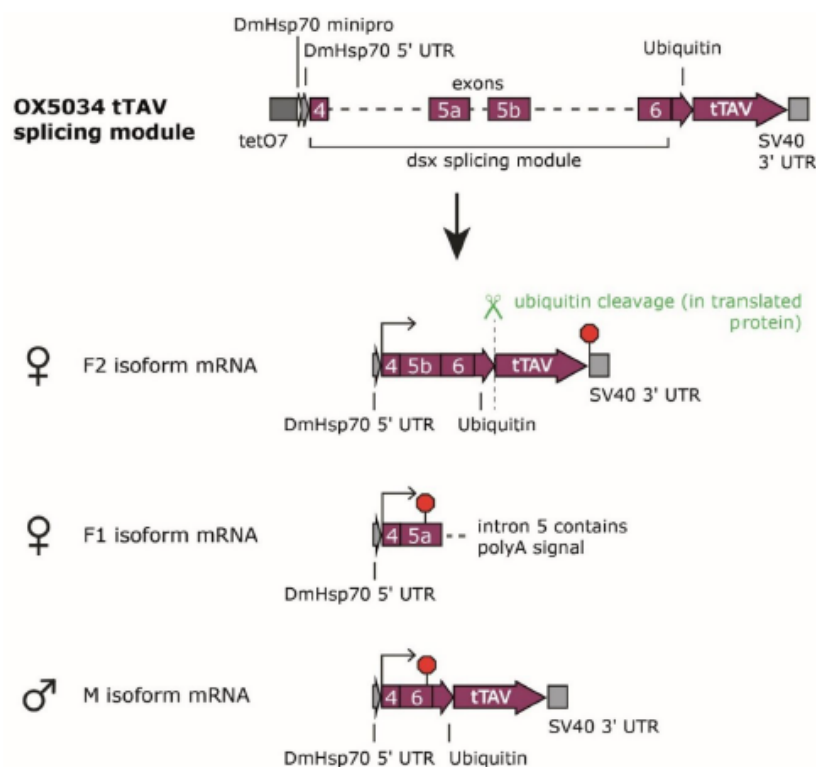 DmHsp70 minipro
DmHsp70 5' UTR
Ubiquitin
exons
OX5034 tTAV
splicing module
4
5a
5b
6
tTAV
tetO7
dsx splicing module
SV40
3' UTR
ubiquitin cleavage (in translated
protein)
♀ F2 isoform mRNA
4 5b 6 tTAV
SV40 3' UTR
DmHsp70 5' UTR Ubiquitin
♀ F1 isoform mRNA
4 5a
intron 5 contains
polyA signal
DmHsp70 5' UTR
♂ M isoform mRNA
4 6 tTAV
SV40 3' UTR
DmHsp70 5' UTR Ubiquitin